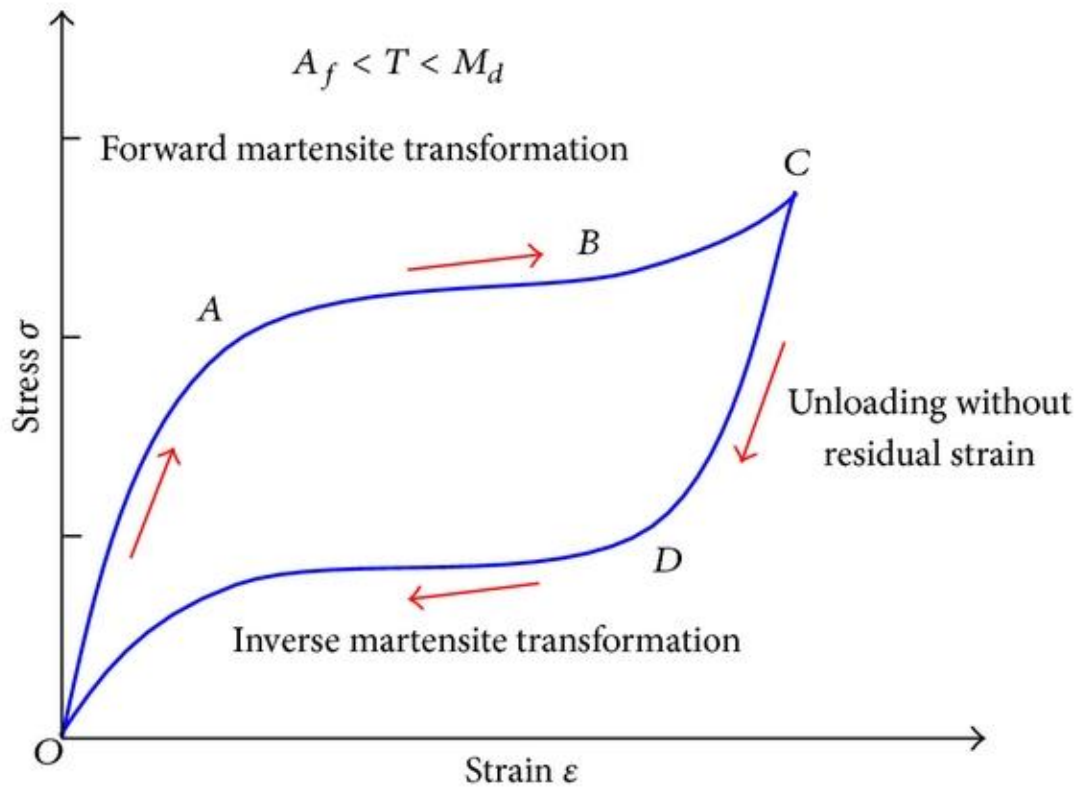 A_f < T < M_d
Forward martensite transformation
C
B
A
Stress σ
Unloading without
residual strain
D
Inverse martensite transformation
O
Strain ε